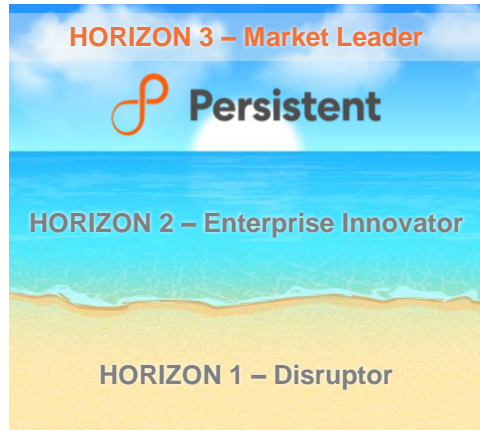 HORIZON 3 – Market Leader
Persistent
HORIZON 2 – Enterprise Innovator
HORIZON 1 – Disruptor